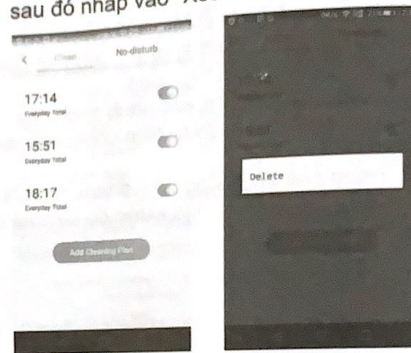 sau đó nhấp vào
No-disturb
17:14
Everyday Total
15:51
Everyday Total
18:17
Everyday Total
Add Cleaning Plan
Delete